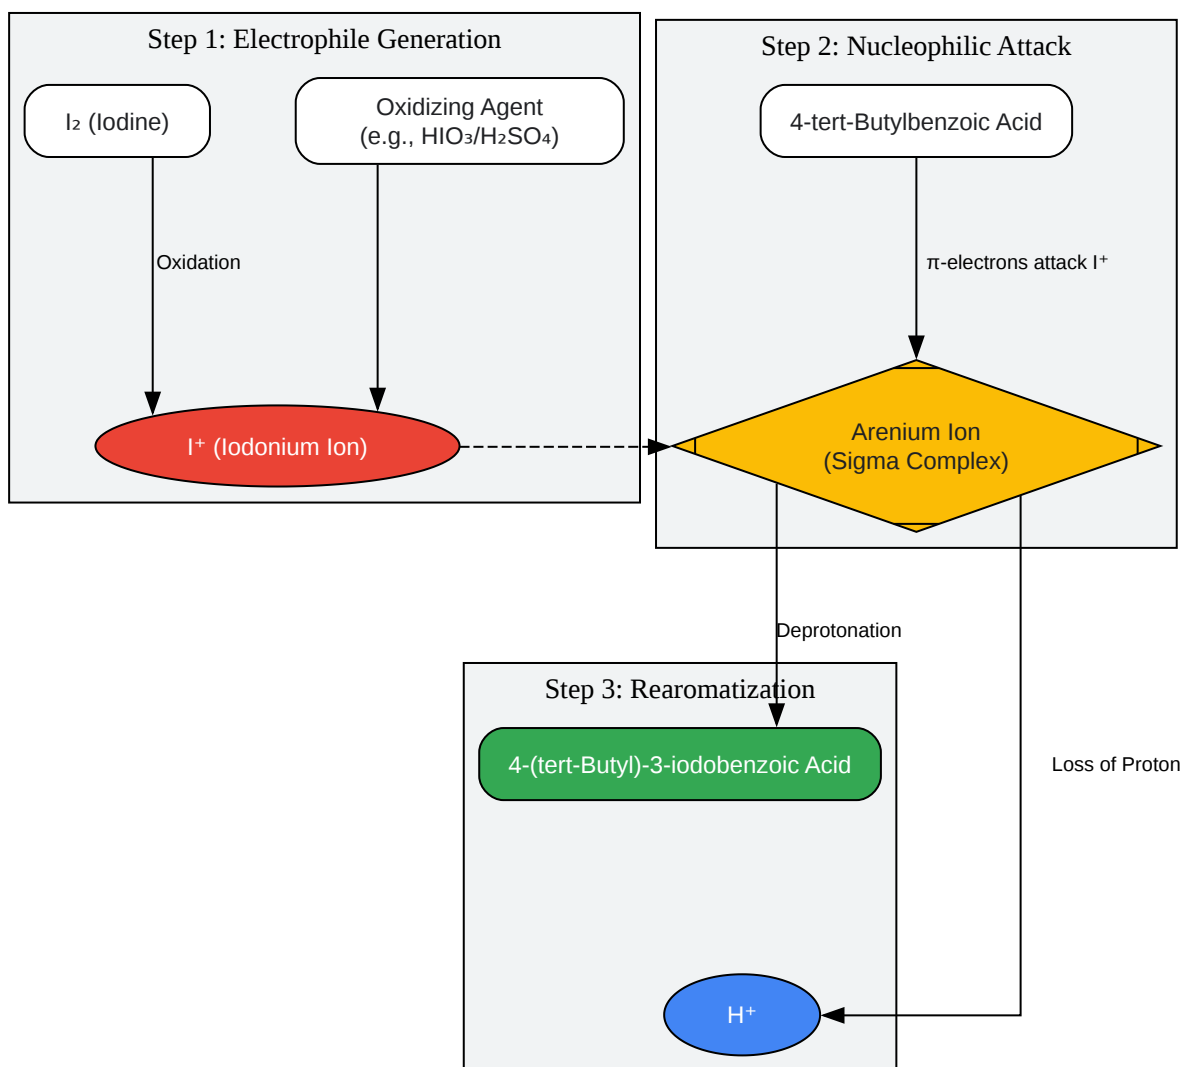 Step 1: Electrophile Generation
I₂ (Iodine)
Oxidizing Agent
(e.g., HIO₃/H₂SO₄)
Oxidation
I⁺ (Iodonium Ion)
Step 2: Nucleophilic Attack
4-tert-Butylbenzoic Acid
π-electrons attack I⁺
Arenium Ion
(Sigma Complex)
Deprotonation
Step 3: Rearomatization
4-(tert-Butyl)-3-iodobenzoic Acid
Loss of Proton
H⁺